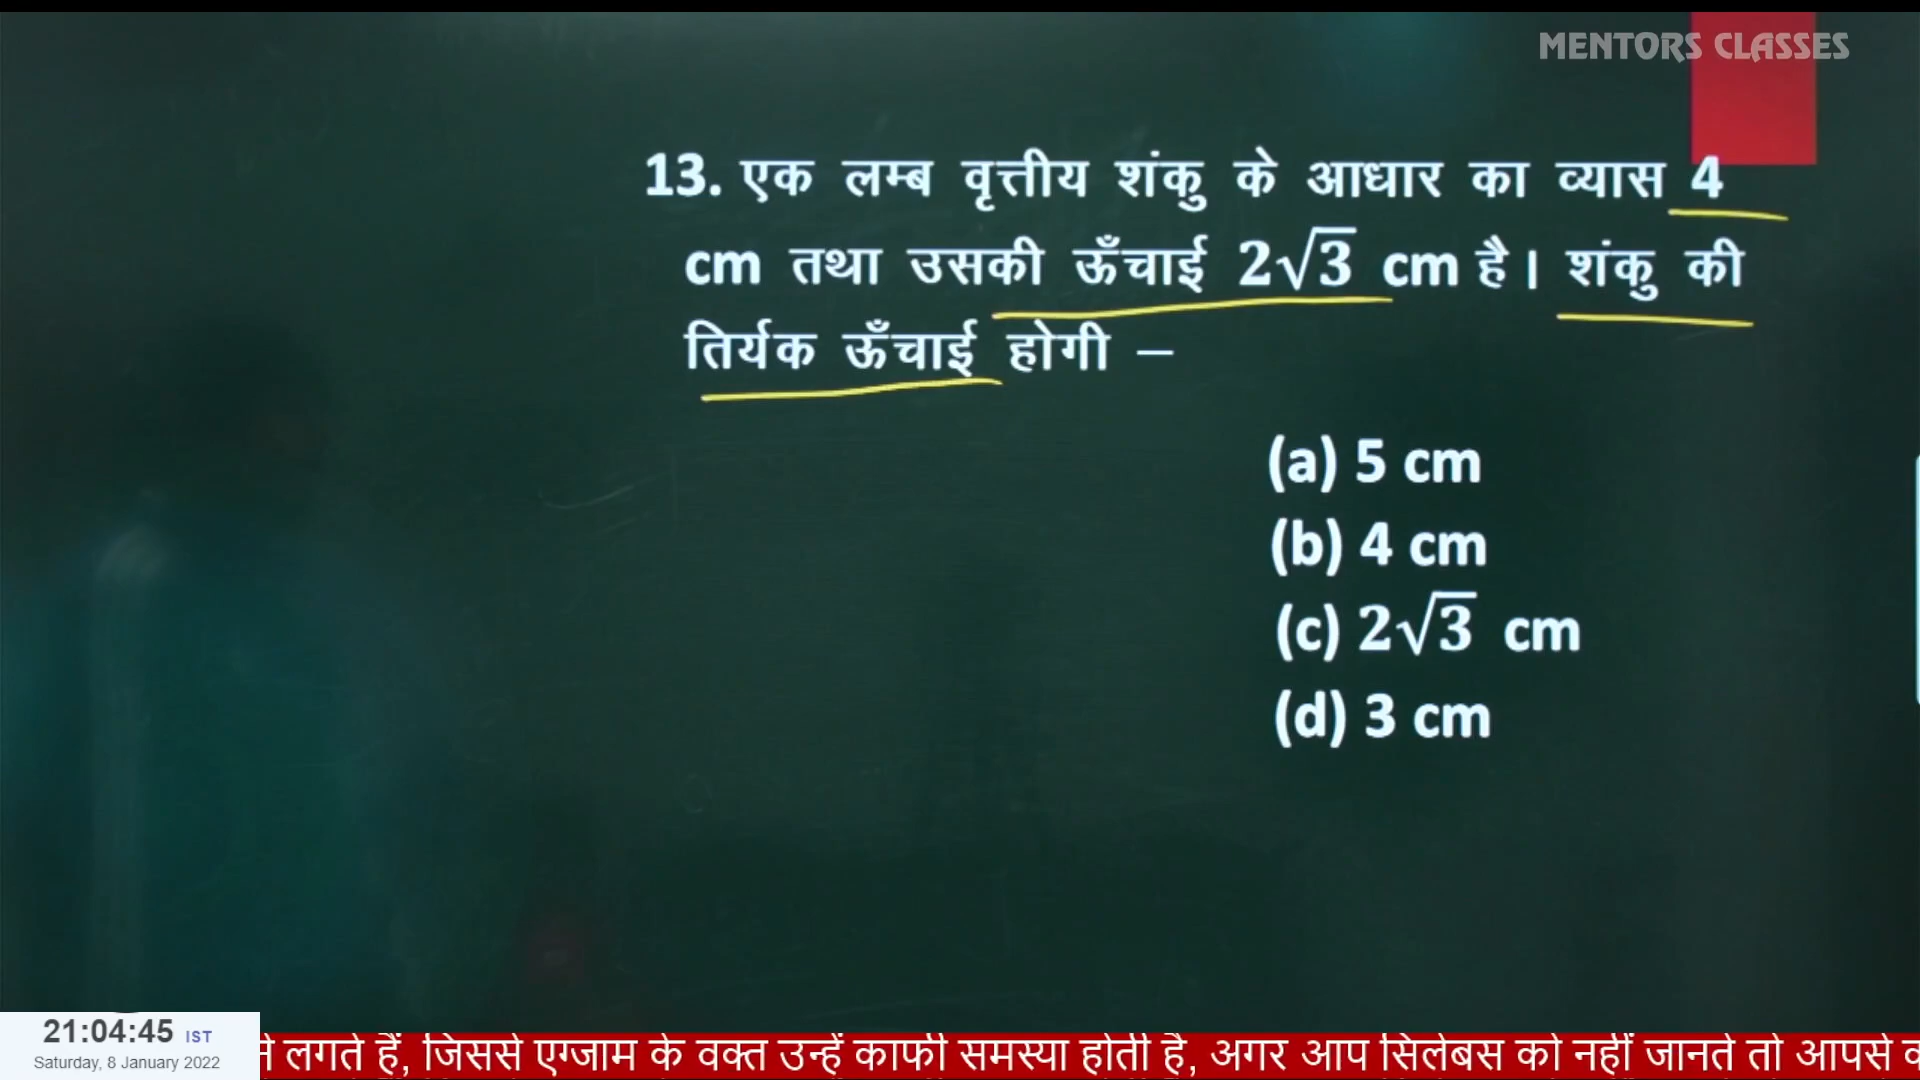 MENTORS CLASSES
13. एक लम्ब वृत्तीय शंकु के आधार का व्यास 4
cm तथा उसकी ऊँचाई 2√3 cm है। शंकु की
तिर्यक ऊँचाई होगी –
(a) 5 cm
(b) 4 cm
(c) 2√3 cm
(d) 3 cm
21:04:45 IST
Saturday, 8 January 2022
लगते हैं, जिससे एग्जाम के वक्त उन्हें काफी समस्या होती है, अगर आप सिलेबस को नहीं जानते तो आपसे